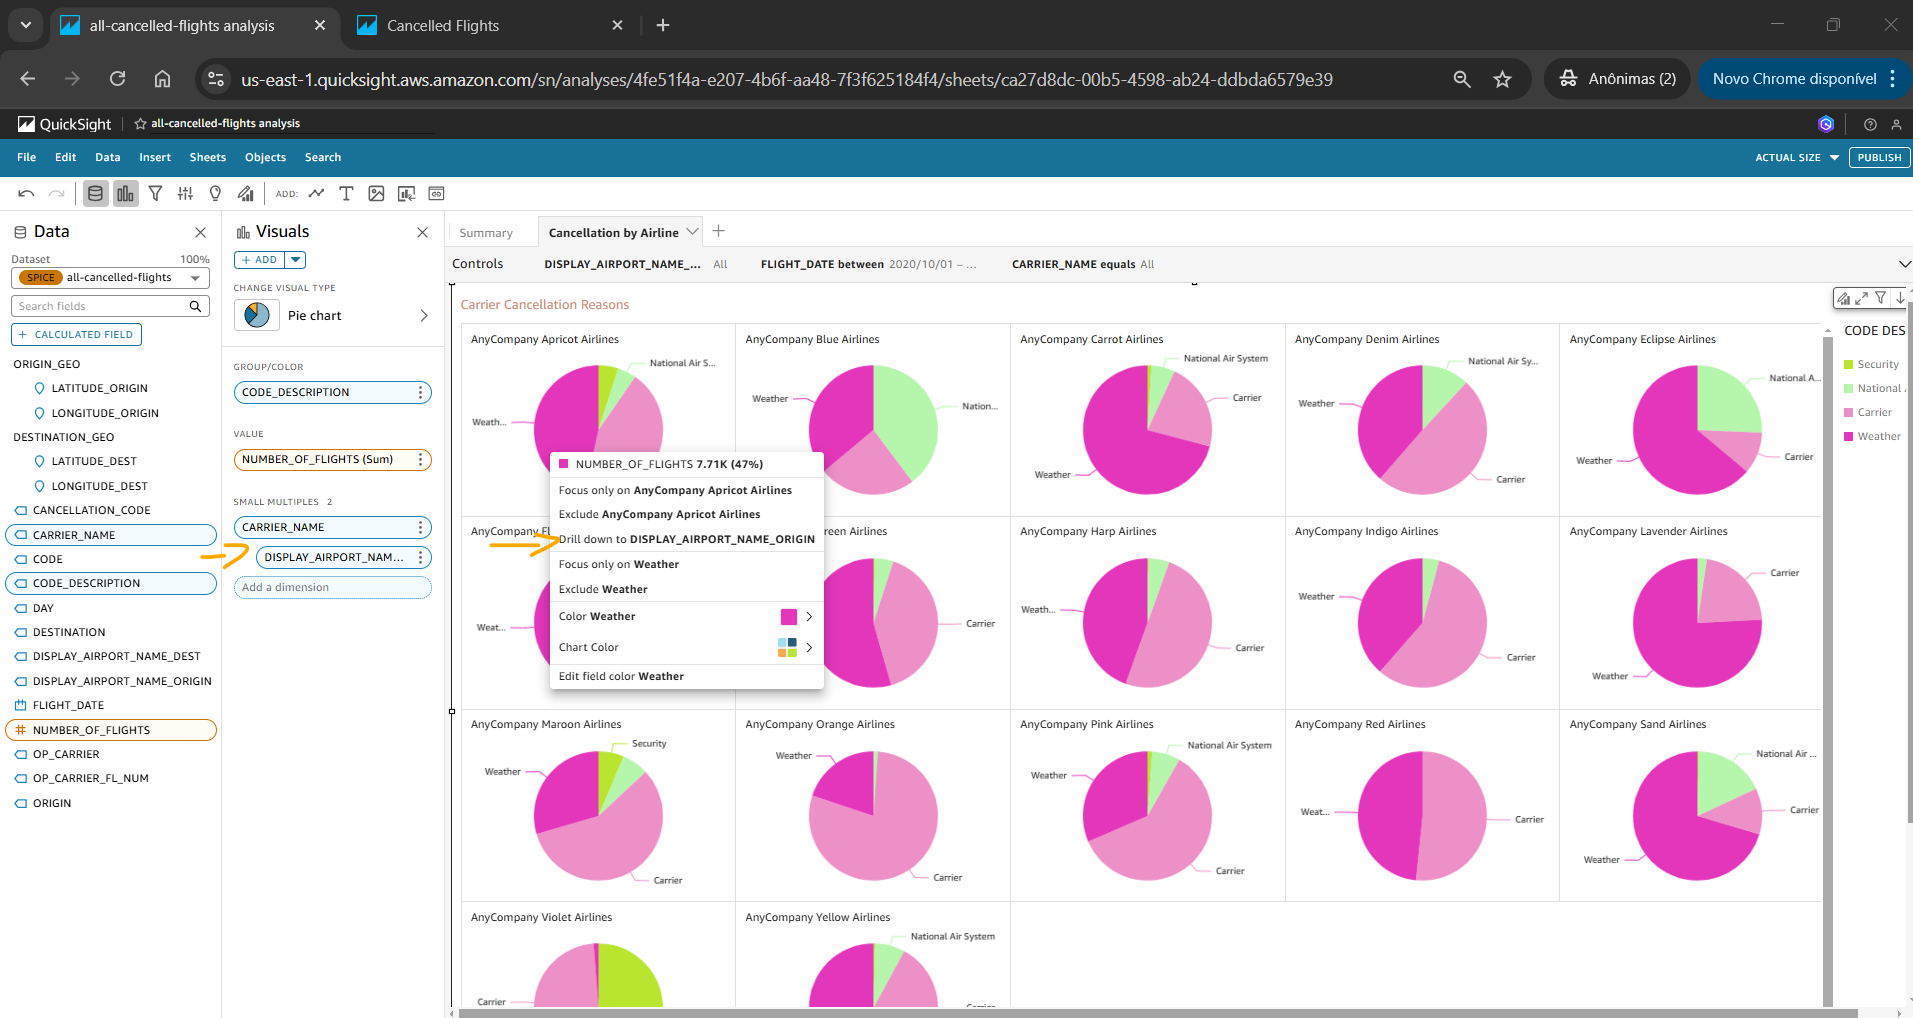 all-cancelled-flights analysis
Cancelled Flights
us-east-1.quicksight.aws.amazon.com/sn/analyses/4fe51f4a-e207-4b6f-aa48-7f3f625184f4/sheets/ca27d8dc-00b5-4598-ab24-ddbda6579e39
Anônimas (2)
Novo Chrome disponível
QuickSight
all-cancelled-flights analysis
File Edit Data Insert Sheets Objects Search
ACTUAL SIZE
PUBLISH
ADD:
Data
Dataset 100%
SPICE all-cancelled-flights
Search fields
+ CALCULATED FIELD
ORIGIN_GEO
LATITUDE_ORIGIN
LONGITUDE_ORIGIN
DESTINATION_GEO
LATITUDE_DEST
LONGITUDE_DEST
CANCELLATION_CODE
CARRIER_NAME
CODE
CODE_DESCRIPTION
DAY
DESTINATION
DISPLAY_AIRPORT_NAME_DEST
DISPLAY_AIRPORT_NAME_ORIGIN
FLIGHT_DATE
NUMBER_OF_FLIGHTS
OP_CARRIER
OP_CARRIER_FL_NUM
ORIGIN
Visuals
+ ADD
CHANGE VISUAL TYPE
Pie chart
GROUP/COLOR
CODE_DESCRIPTION
VALUE
NUMBER_OF_FLIGHTS (Sum)
SMALL MULTIPLES 2
CARRIER_NAME
DISPLAY_AIRPORT_NAM...
Add a dimension
Summary
Cancellation by Airline
Controls
DISPLAY_AIRPORT_NAME_... All
FLIGHT_DATE between 2020/10/01 – ...
CARRIER_NAME equals All
Carrier Cancellation Reasons
AnyCompany Apricot Airlines
National Air S...
Weath...
AnyCompany Blue Airlines
Weather
Nation...
AnyCompany Carrot Airlines
National Air System
Carrier
Weather
AnyCompany Denim Airlines
National Air Sy...
Weather
Carrier
AnyCompany Eclipse Airlines
National A...
Weather
Carrier
CODE DES
Security
National
Carrier
Weather
NUMBER_OF_FLIGHTS 7.71K (47%)
Focus only on AnyCompany Apricot Airlines
Exclude AnyCompany Apricot Airlines
Drill down to DISPLAY_AIRPORT_NAME_ORIGIN
Focus only on Weather
Exclude Weather
Color Weather
Chart Color
Edit field color Weather
AnyCompany Fl
Weat...
reen Airlines
Carrier
AnyCompany Harp Airlines
Weath...
Carrier
AnyCompany Indigo Airlines
Weather
Carrier
AnyCompany Lavender Airlines
Carrier
Weather
AnyCompany Maroon Airlines
Security
Weather
Carrier
AnyCompany Orange Airlines
Weather
Carrier
AnyCompany Pink Airlines
National Air System
Weather
Carrier
AnyCompany Red Airlines
Weat...
Carrier
AnyCompany Sand Airlines
National Air ...
Carrier
Weather
AnyCompany Violet Airlines
Carrier
AnyCompany Yellow Airlines
National Air System